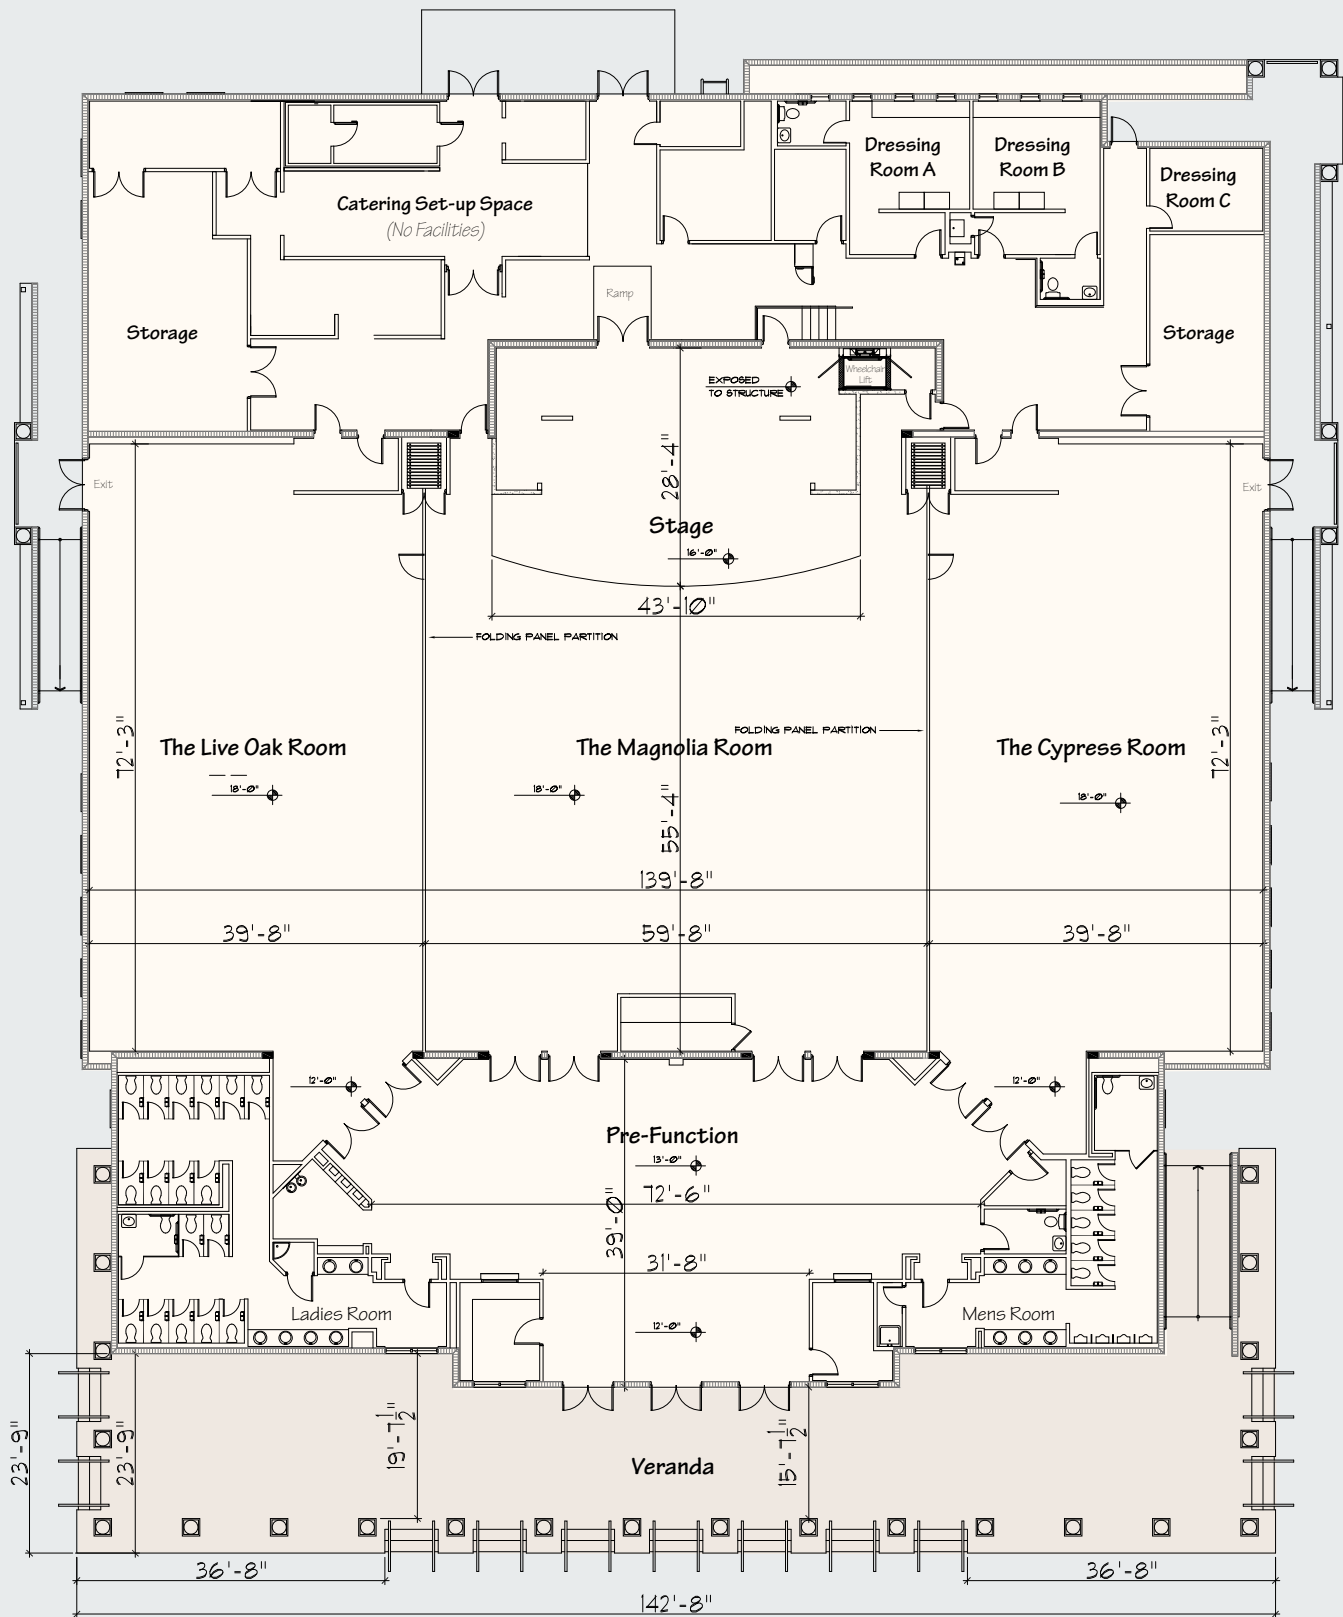 Dressing
Room A
Dressing
Room B
Dressing
Room C
Catering Set-up Space
(No Facilities)
Ramp
Storage
Storage
Wheelchair
Lift
EXPOSED
TO STRUCTURE
28'-4"
Exit
Exit
Stage
16'-0"
43'-10"
FOLDING PANEL PARTITION
FOLDING PANEL PARTITION
72'-3"
The Live Oak Room
The Magnolia Room
The Cypress Room
72'-3"
18'-0"
18'-0"
18'-0"
55'-4"
139'-8"
39'-8"
59'-8"
39'-8"
12'-0"
12'-0"
Pre-Function
13'-0"
72'-6"
39'-0"
31'-8"
Ladies Room
Mens Room
12'-0"
23'-9"
23'-9"
19'-7 1/2"
15'-7 1/2"
Veranda
36'-8"
36'-8"
142'-8"